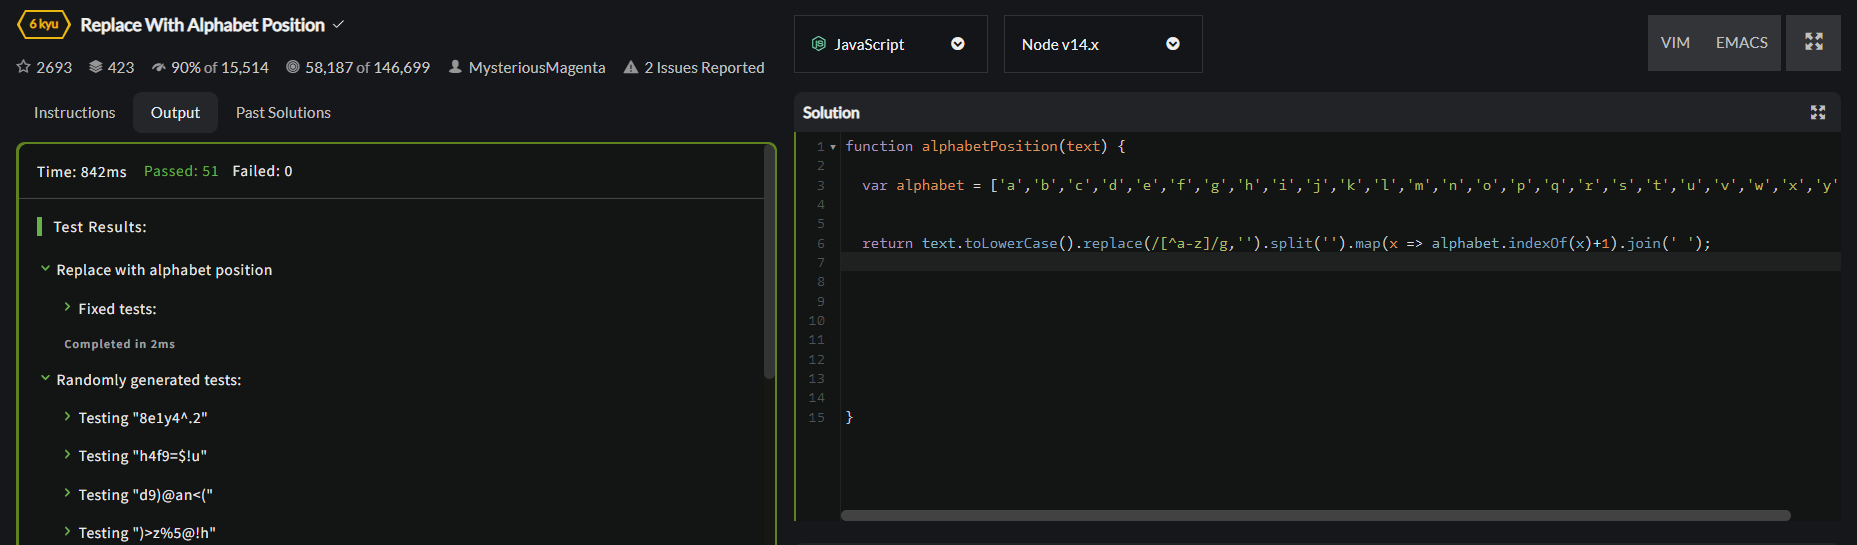 6 kyu Replace With Alphabet Position
2693 423 90% of 15,514 58,187 of 146,699 MysteriousMagenta 2 Issues Reported
Instructions Output Past Solutions
Time: 842ms Passed: 51 Failed: 0
Test Results:
Replace with alphabet position
Fixed tests:
Completed in 2ms
Randomly generated tests:
Testing "8e1y4^.2"
Testing "h4f9=$!u"
Testing "d9)@an<("
Testing ")>z%5@!h"
JS JavaScript Node v14.x VIM EMACS
Solution
1 function alphabetPosition(text) {
2
3 var alphabet = ['a','b','c','d','e','f','g','h','i','j','k','l','m','n','o','p','q','r','s','t','u','v','w','x','y'
4
5
6 return text.toLowerCase().replace(/[^a-z]/g,'').split('').map(x => alphabet.indexOf(x)+1).join(' ');
7
8
9
10
11
12
13
14
15 }